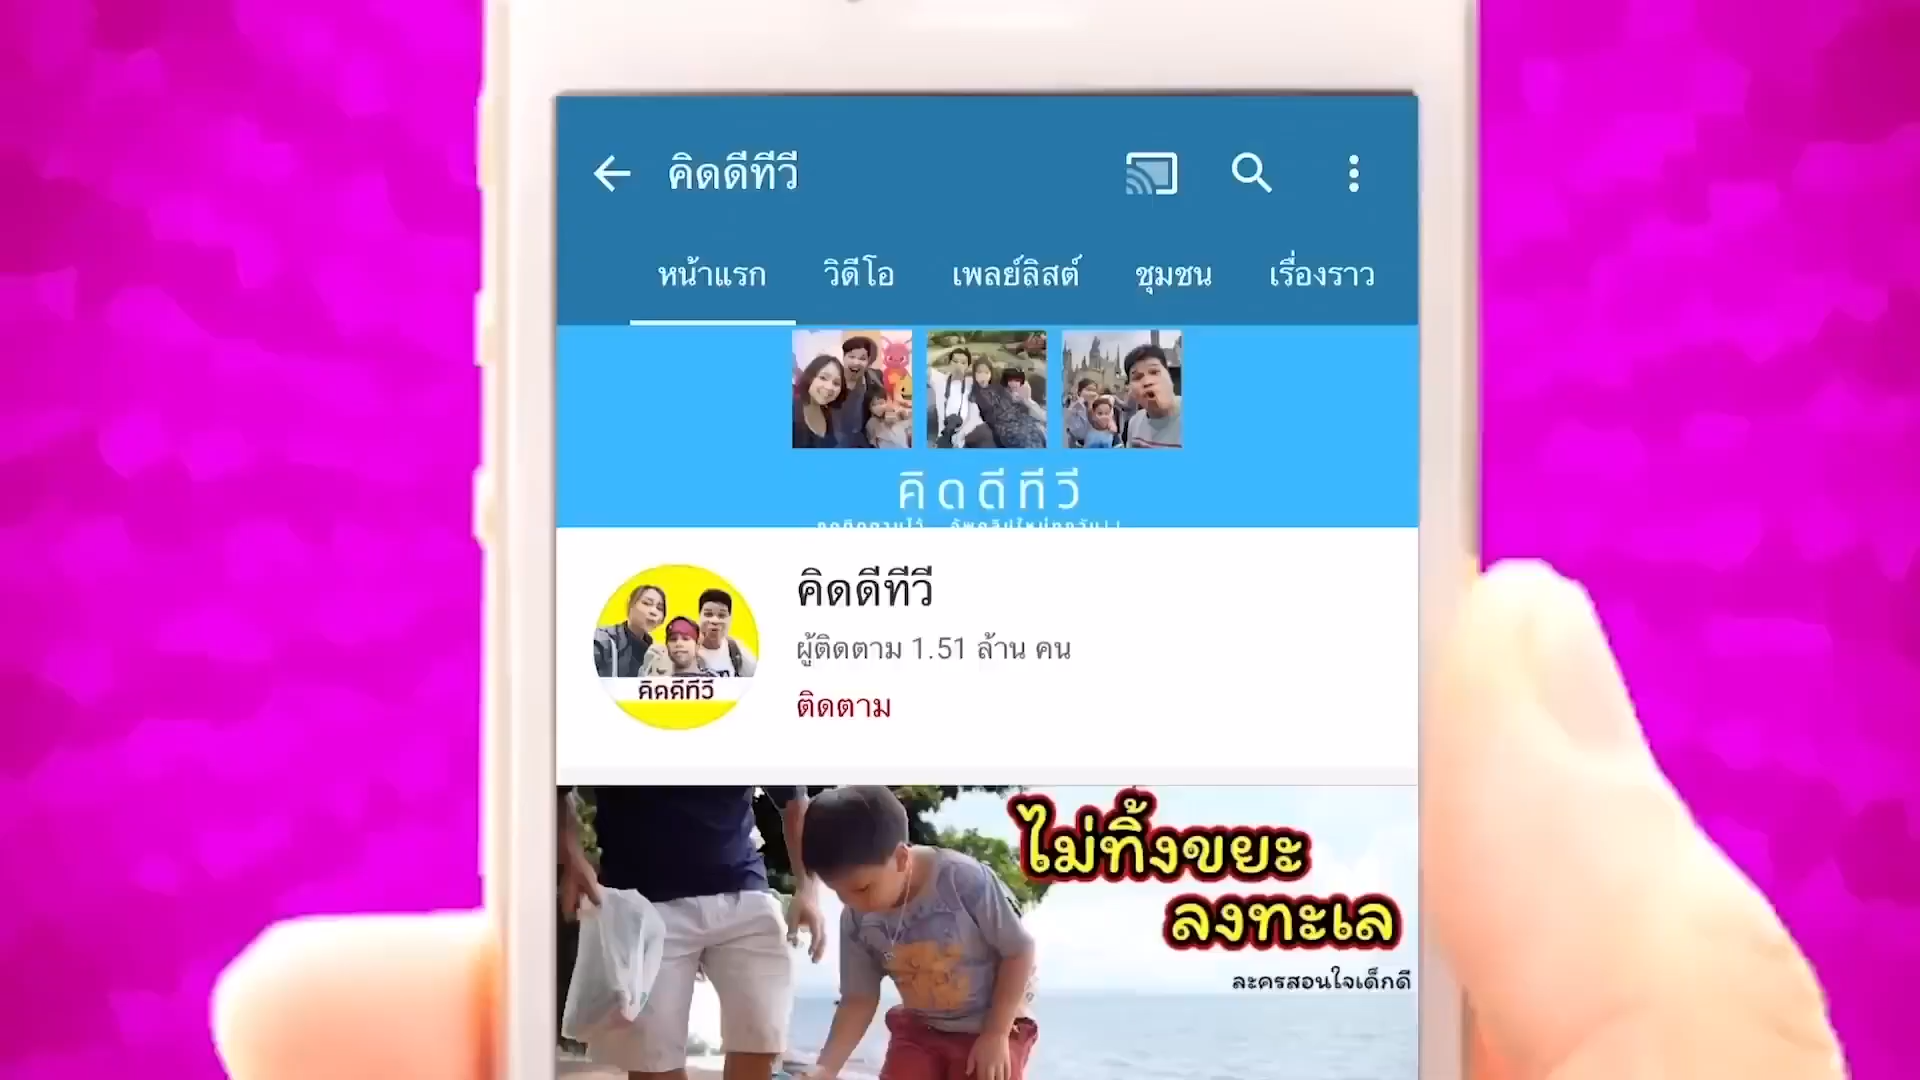 คิดดีทีวี
หน้าแรก วิดีโอ เพลย์ลิสต์ ชุมชน เรื่องราว
คิดดีทีวี
คิดดีทีวี
ผู้ติดตาม 1.51 ล้าน คน
ติดตาม
คิดดีทีวี
ไม่ทิ้งขยะ
ลงทะเล
ละครสอนใจเด็กดี